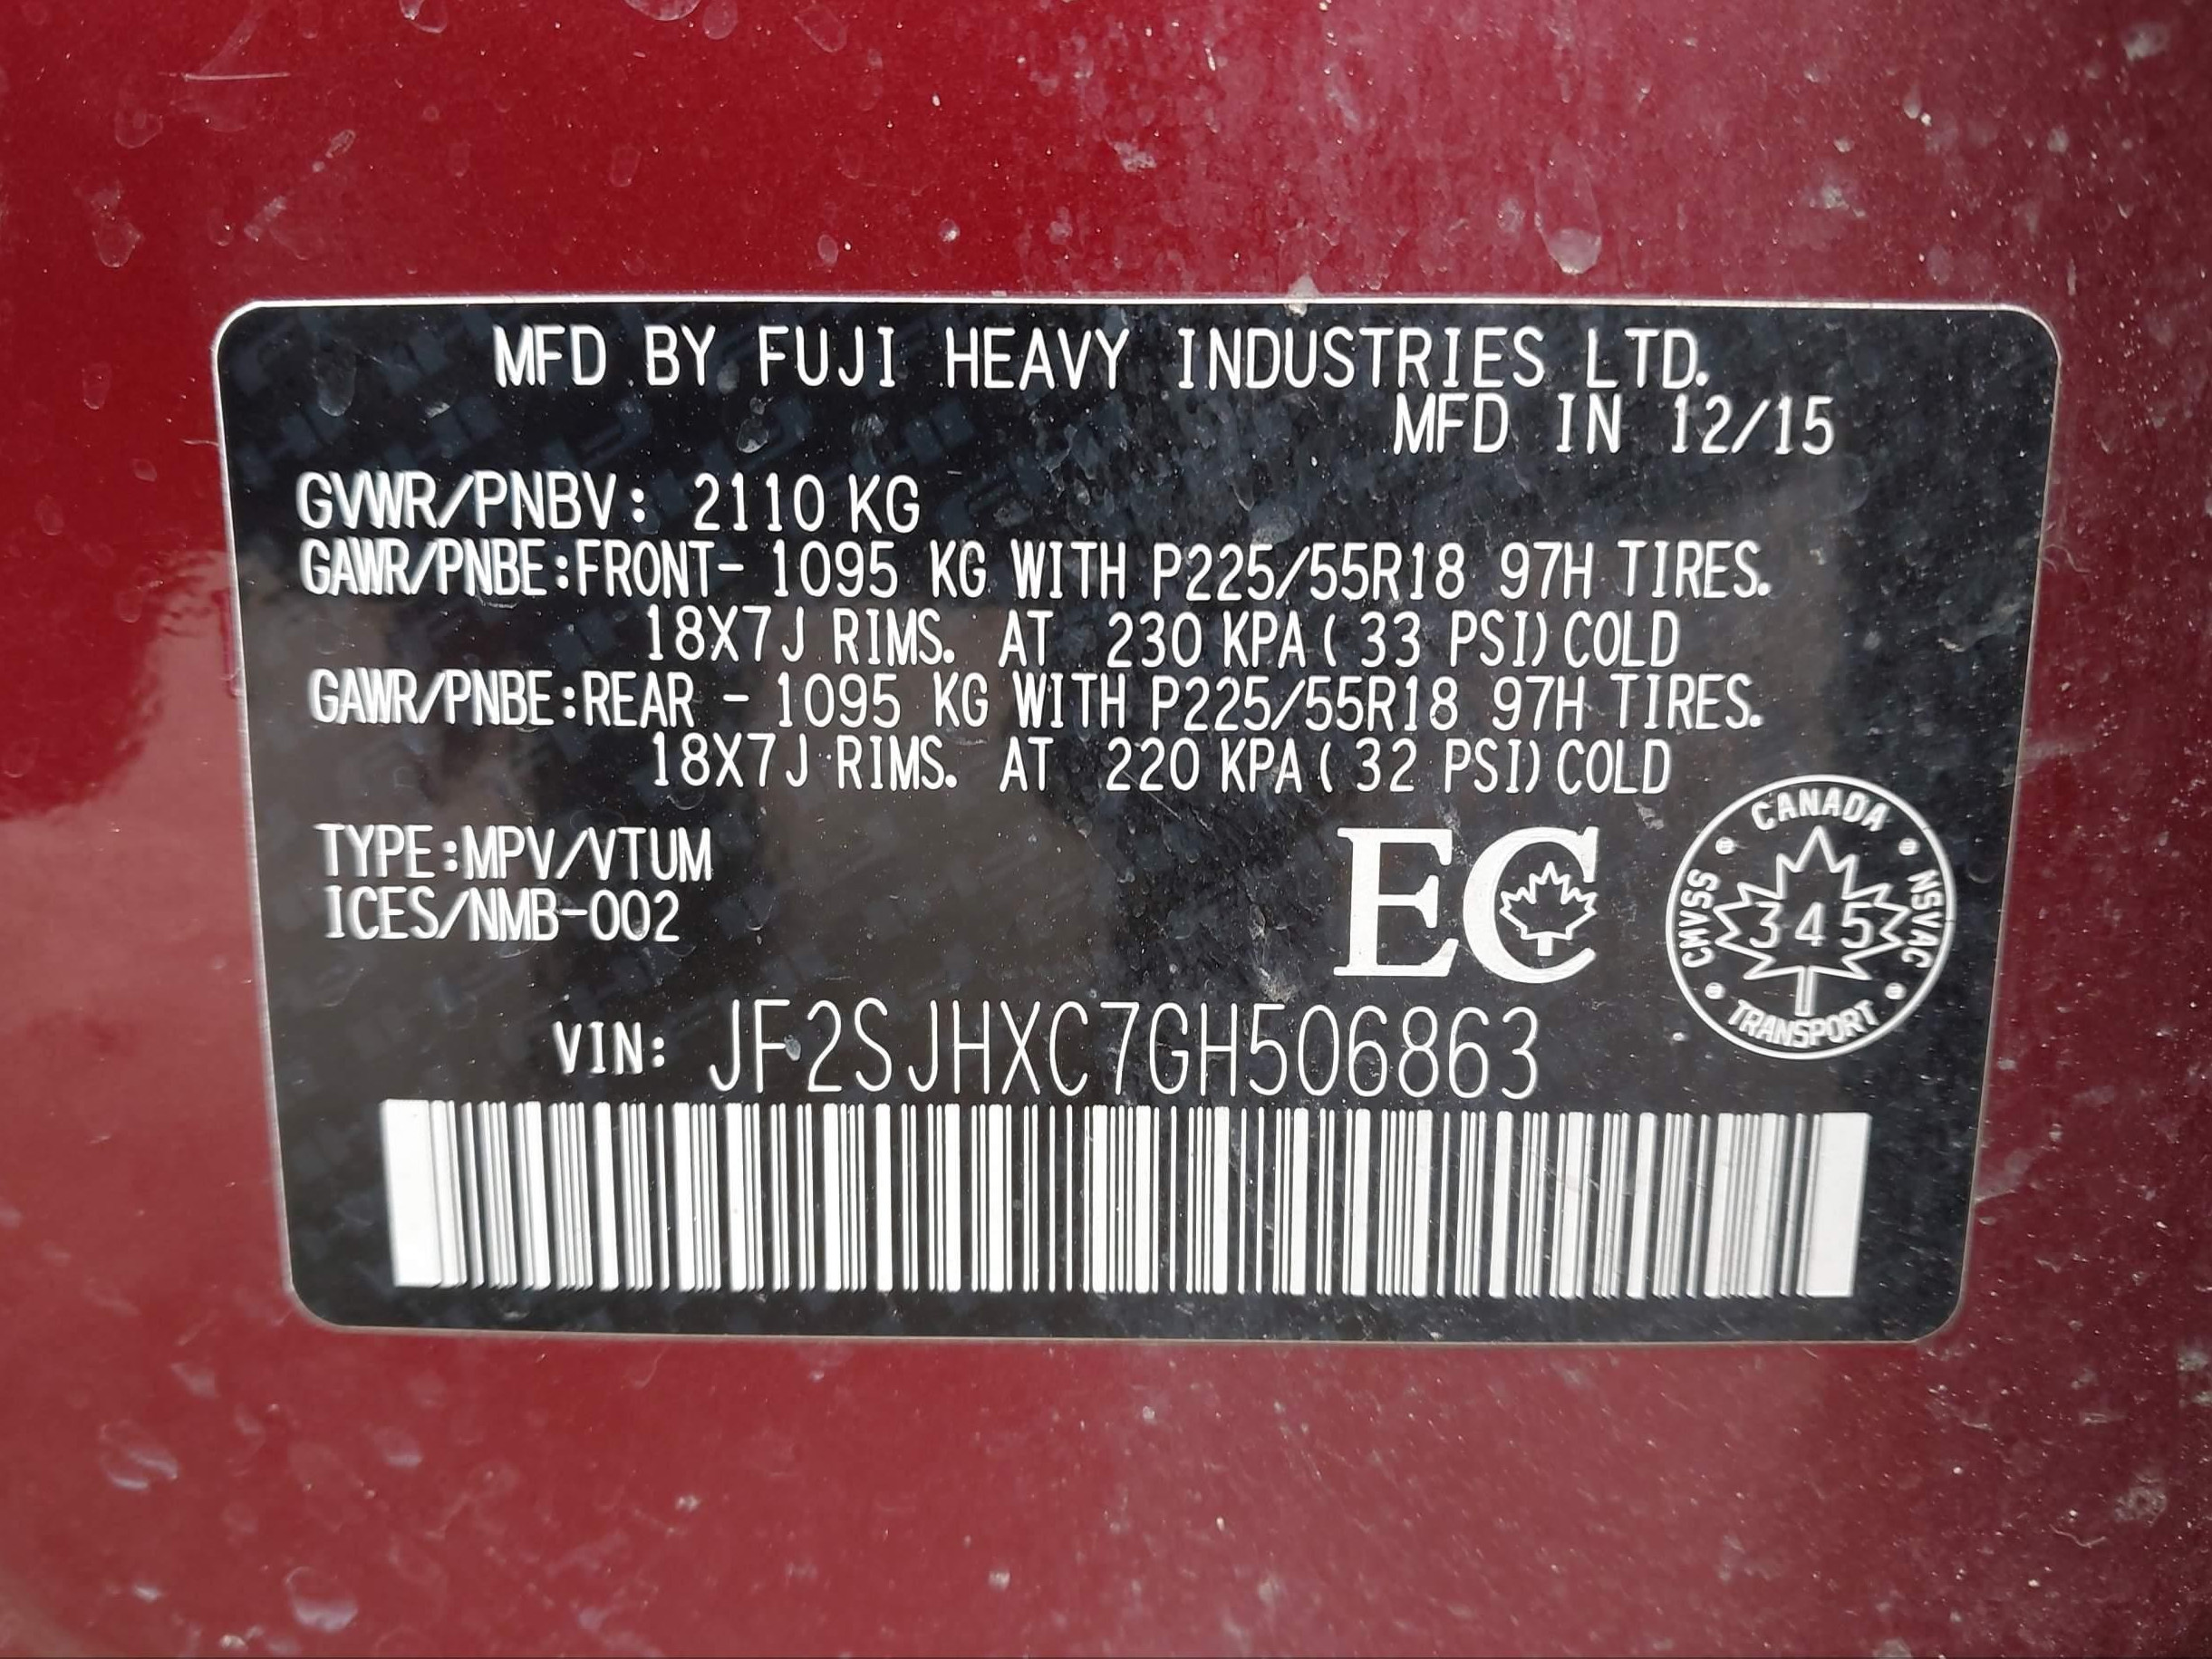 MFD BY FUJI HEAVY INDUSTRIES LTD.
MFD IN 12/15
GVWR/PNBV: 2110 KG
GAWR/PNBE:FRONT- 1095 KG WITH P225/55R18 97H TIRES.
18X7J RIMS. AT 230 KPA ( 33 PSI) COLD
GAWR/PNBE:REAR - 1095 KG WITH P225/55R18 97H TIRES.
18X7J RIMS. AT 220 KPA ( 32 PSI) COLD
TYPE:MPV/VTUM
ICES/NMB-002
EC
CANADA
CMVSS
345
NSVAC
TRANSPORT
VIN: JF2SJHXC7GH506863